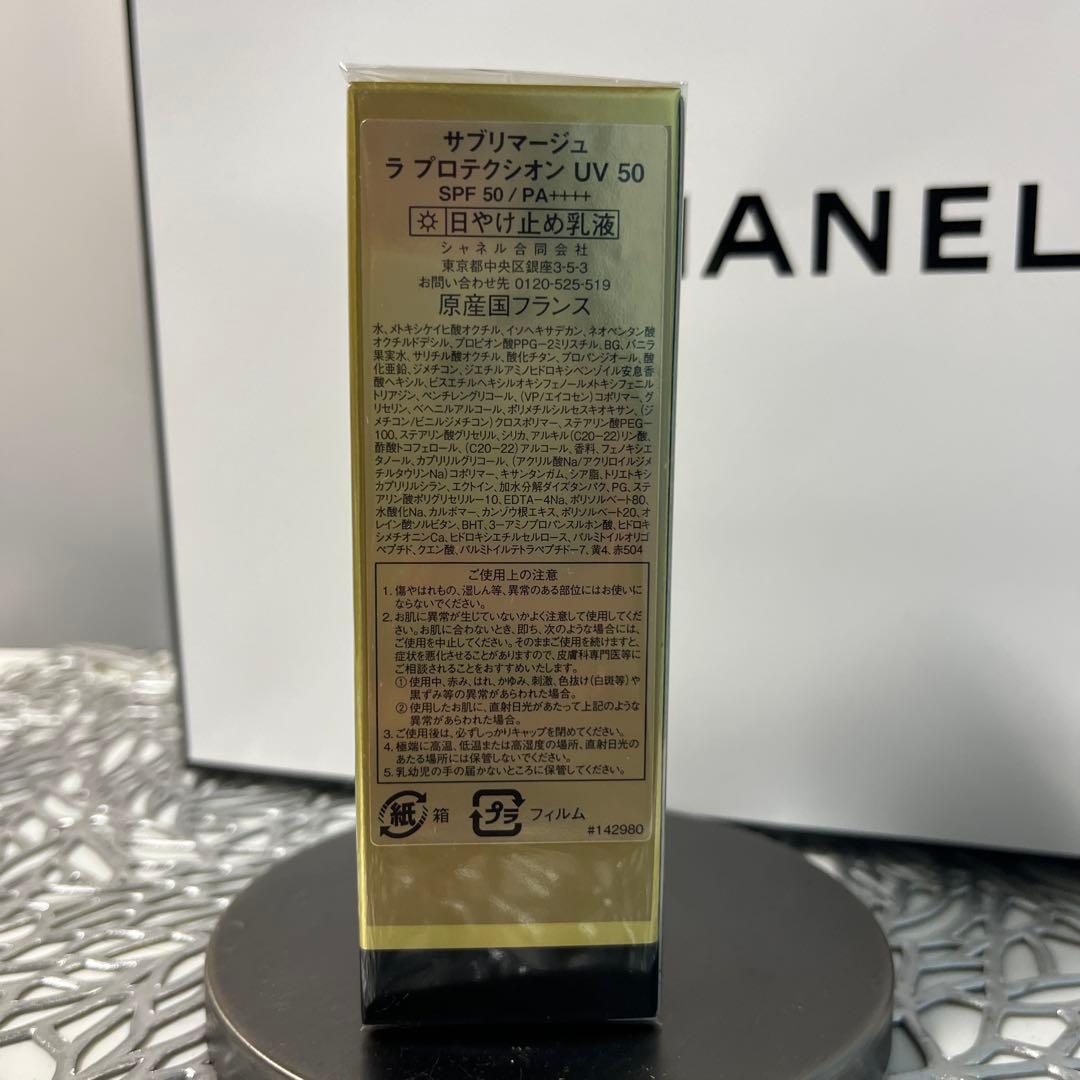 サブリマージュ
ラ プロテクシオン UV 50
SPF 50 / PA++++
日やけ止め乳液
シャネル合同会社
東京都中央区銀座3-5-3
お問い合わせ先 0120-525-519
原産国フランス
水、メトキシケイヒ酸オクチル、イソヘキサデカン、ネオペンタン酸
オクチルドデシル、プロピオン酸PPG-2ミリスチル、BG、バニラ
果実水、サリチル酸オクチル、酸化チタン、プロパンジオール、酸
化亜鉛、ジメチコン、ジエチルアミノヒドロキシベンゾイル安息香
酸ヘキシル、ビスエチルヘキシルオキシフェノールメトキシフェニル
トリアジン、ペンチレングリコール、(VP/エイコセン)コポリマー、グ
リセリン、ベヘニルアルコール、ポリメチルシルセスキオキサン、(ジ
メチコン/ビニルジメチコン)クロスポリマー、ステアリン酸PEG-
100、ステアリン酸グリセリル、シリカ、アルキル(C20-22)リン酸、
酢酸トコフェロール、(C20-22)アルコール、香料、フェノキシエ
タノール、カプリリルグリコール、(アクリル酸Na/アクリロイルジメ
チルタウリンNa)コポリマー、キサンタンガム、シア脂、トリエトキシ
カプリリルシラン、エクトイン、加水分解ダイズタンパク、PG、ステ
アリン酸ポリグリセリル-10、EDTA-4Na、ポリソルベート80、
水酸化Na、カルボマー、カンゾウ根エキス、ポリソルベート20、オ
レイン酸ソルビタン、BHT、3-アミノプロパンスルホン酸、ヒドロキ
シメチオニンCa、ヒドロキシエチルセルロース、パルミトイルオリゴ
ペプチド、クエン酸、パルミトイルテトラペプチド-7、黄4、赤504
ご使用上の注意
1. 傷やはれもの、湿しん等、異常のある部位にはお使いに
ならないでください。
2. お肌に異常が生じていないかよく注意して使用してくだ
さい。お肌に合わないとき、即ち、次のような場合には、
ご使用を中止してください。そのままご使用を続けますと、
症状を悪化させることがありますので、皮膚科専門医等に
ご相談されることをおすすめいたします。
① 使用中、赤み、はれ、かゆみ、刺激、色抜け(白斑等)や
黒ずみ等の異常があらわれた場合。
② 使用したお肌に、直射日光があたって上記のような
異常があらわれた場合。
3. ご使用後は、必ずしっかりキャップを閉めてください。
4. 極端に高温、低温または高湿度の場所、直射日光の
あたる場所には保管しないでください。
5. 乳幼児の手の届かないところに保管してください。
紙 箱 プラ フィルム
#142980
HANEL